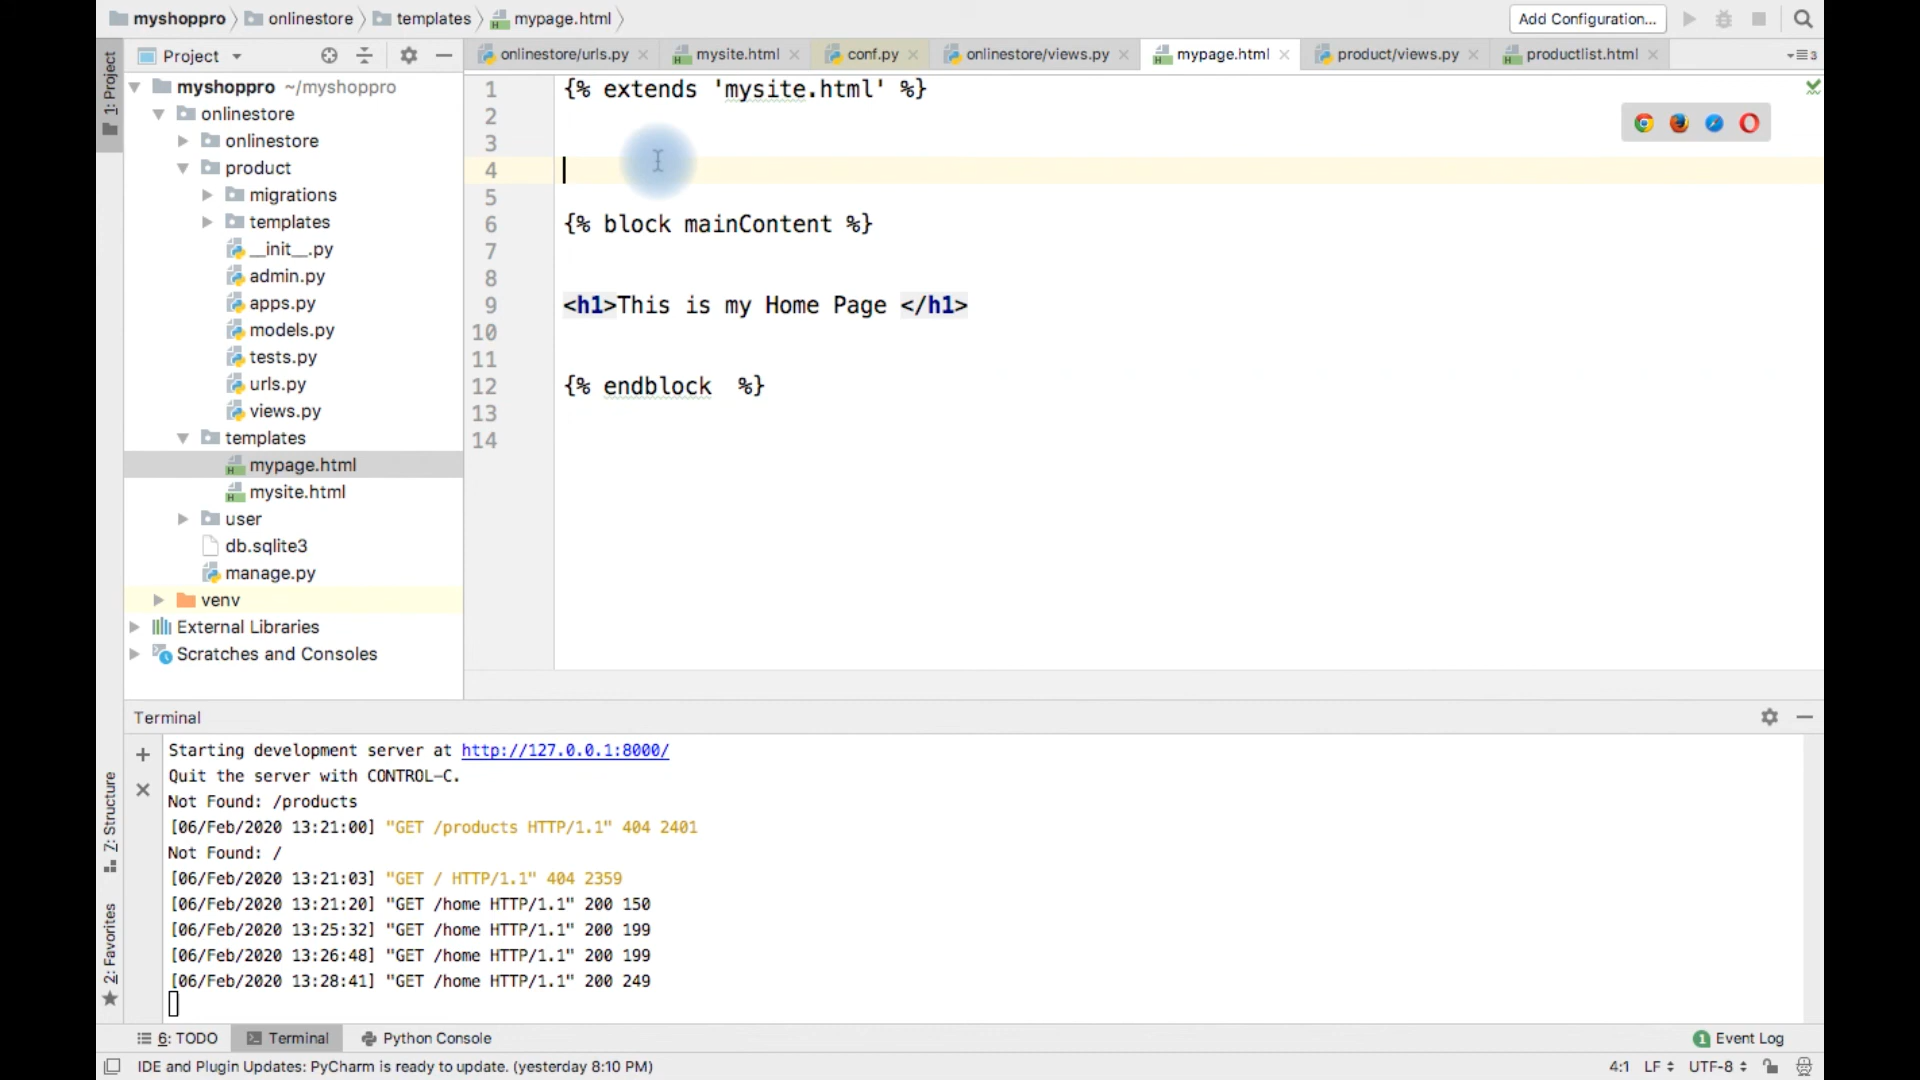 myshoppro onlinestore templates mypage.html Add Configuration...
Project onlinestore/urls.py mysite.html conf.py onlinestore/views.py mypage.html product/views.py productlist.html 3
1: Project
myshoppro ~/myshoppro
onlinestore
onlinestore
product
migrations
templates
__init__.py
admin.py
apps.py
models.py
tests.py
urls.py
views.py
templates
mypage.html
mysite.html
user
db.sqlite3
manage.py
venv
External Libraries
Scratches and Consoles
1 {% extends 'mysite.html' %}
2
3
4
5
6 {% block mainContent %}
7
8
9 <h1>This is my Home Page </h1>
10
11
12 {% endblock  %}
13
14
Terminal
Starting development server at http://127.0.0.1:8000/
Quit the server with CONTROL-C.
Not Found: /products
[06/Feb/2020 13:21:00] "GET /products HTTP/1.1" 404 2401
Not Found: /
[06/Feb/2020 13:21:03] "GET / HTTP/1.1" 404 2359
[06/Feb/2020 13:21:20] "GET /home HTTP/1.1" 200 150
[06/Feb/2020 13:25:32] "GET /home HTTP/1.1" 200 199
[06/Feb/2020 13:26:48] "GET /home HTTP/1.1" 200 199
[06/Feb/2020 13:28:41] "GET /home HTTP/1.1" 200 249
7: Structure
2: Favorites
6: TODO Terminal Python Console 1 Event Log
IDE and Plugin Updates: PyCharm is ready to update. (yesterday 8:10 PM) 4:1 LF UTF-8